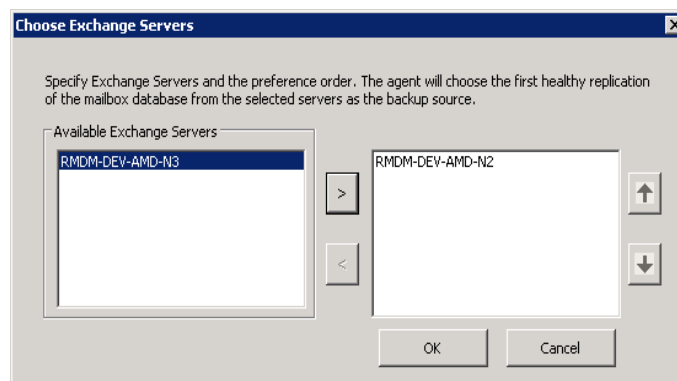 Choose Exchange Servers
Specify Exchange Servers and the preference order. The agent will choose the first healthy replication
of the mailbox database from the selected servers as the backup source.
Available Exchange Servers
RMDM-DEV-AMD-N3
RMDM-DEV-AMD-N2
>
<
OK
Cancel